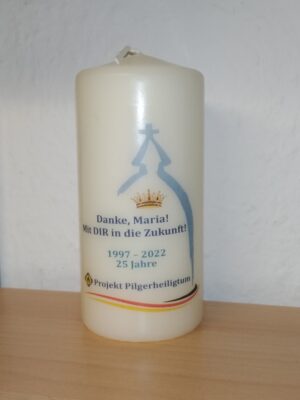 Danke, Maria!
Mit DIR in die Zukunft!
1997 - 2022
25 Jahre
Projekt Pilgerheiligtum